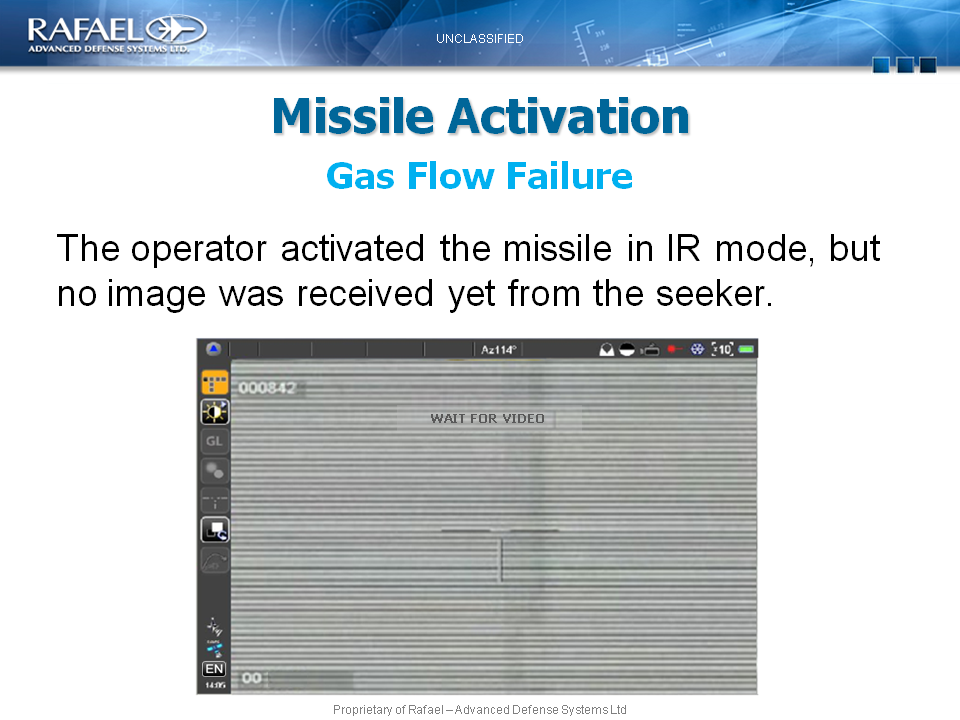 RAFAEL
ADVANCED DEFENSE SYSTEMS LTD.
UNCLASSIFIED
Missile Activation
Gas Flow Failure
The operator activated the missile in IR mode, but
no image was received yet from the seeker.
Az114°
x10
000842
WAIT FOR VIDEO
GL
EN
14:05
00
Proprietary of Rafael – Advanced Defense Systems Ltd